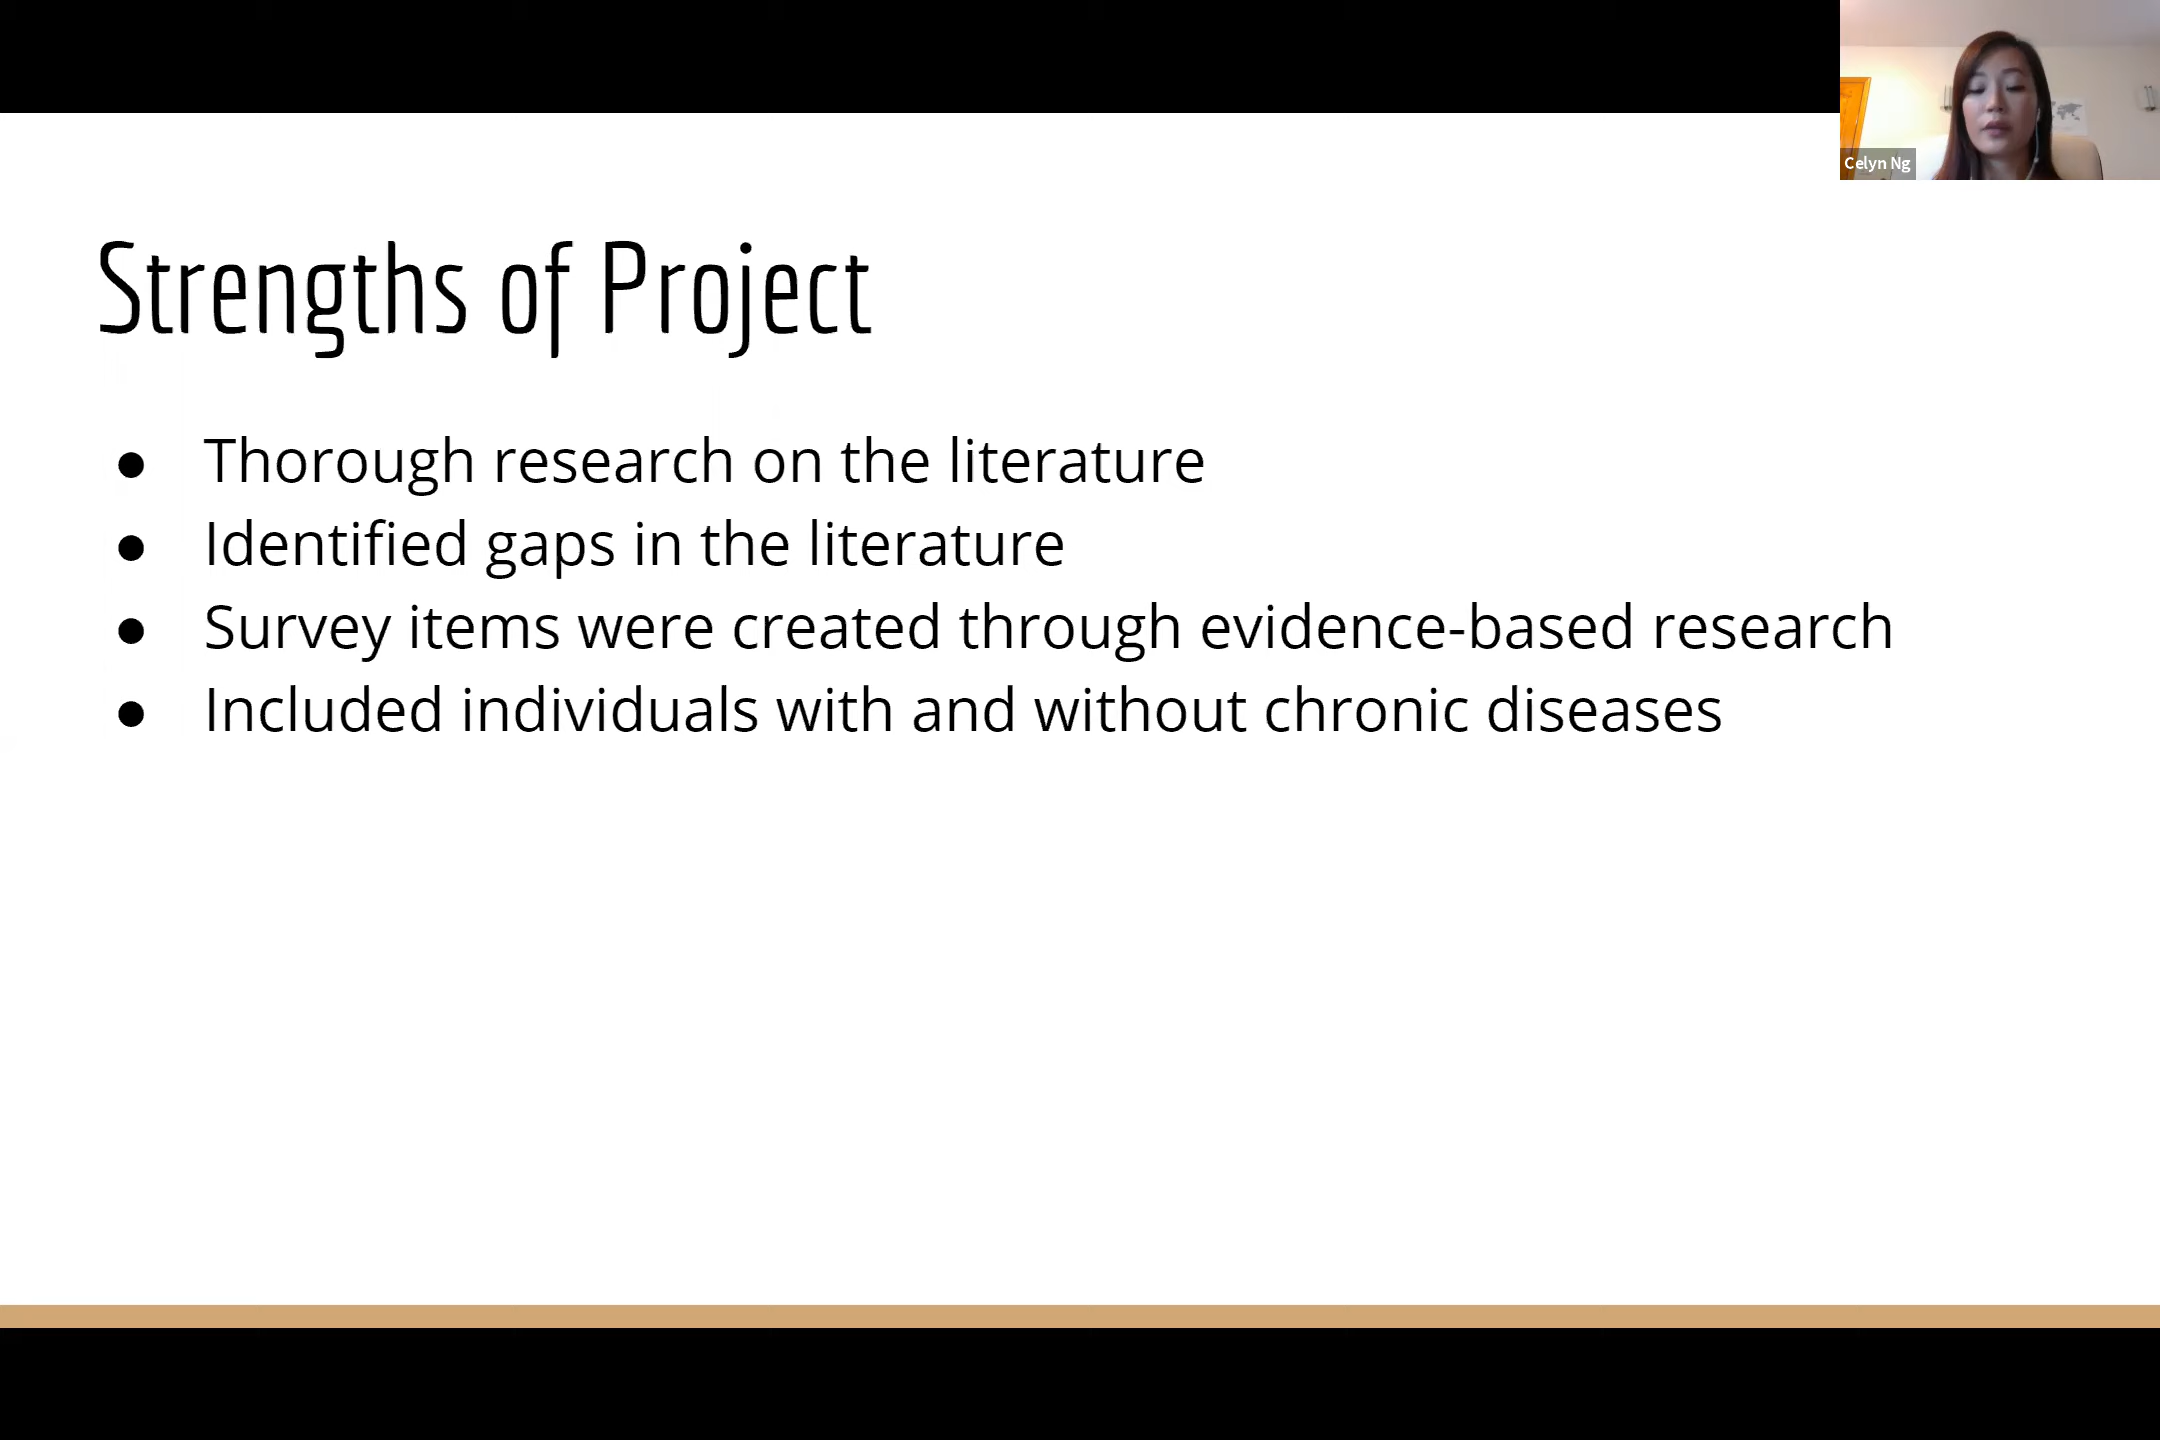 Celyn Ng
Strengths of Project
● Thorough research on the literature
● Identified gaps in the literature
● Survey items were created through evidence-based research
● Included individuals with and without chronic diseases